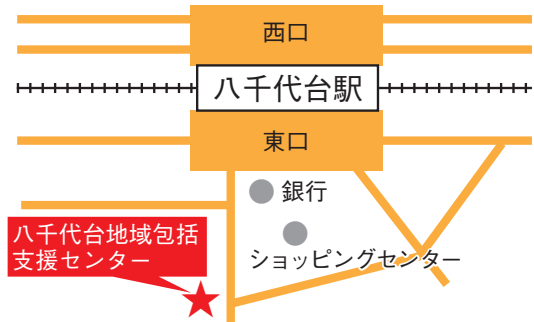 西口
八千代台駅
東口
銀行
八千代台地域包括
支援センター
ショッピングセンター